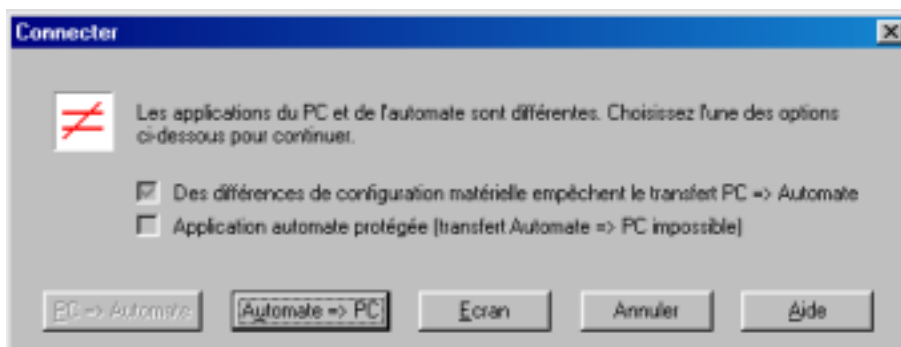 Connecter
Les applications du PC et de l'automate sont différentes. Choisissez l'une des options
ci-dessous pour continuer.
Des différences de configuration matérielle empêchent le transfert PC => Automate
Application automate protégée (transfert Automate => PC impossible)
PC => Automate
Automate => PC
Ecran
Annuler
Aide